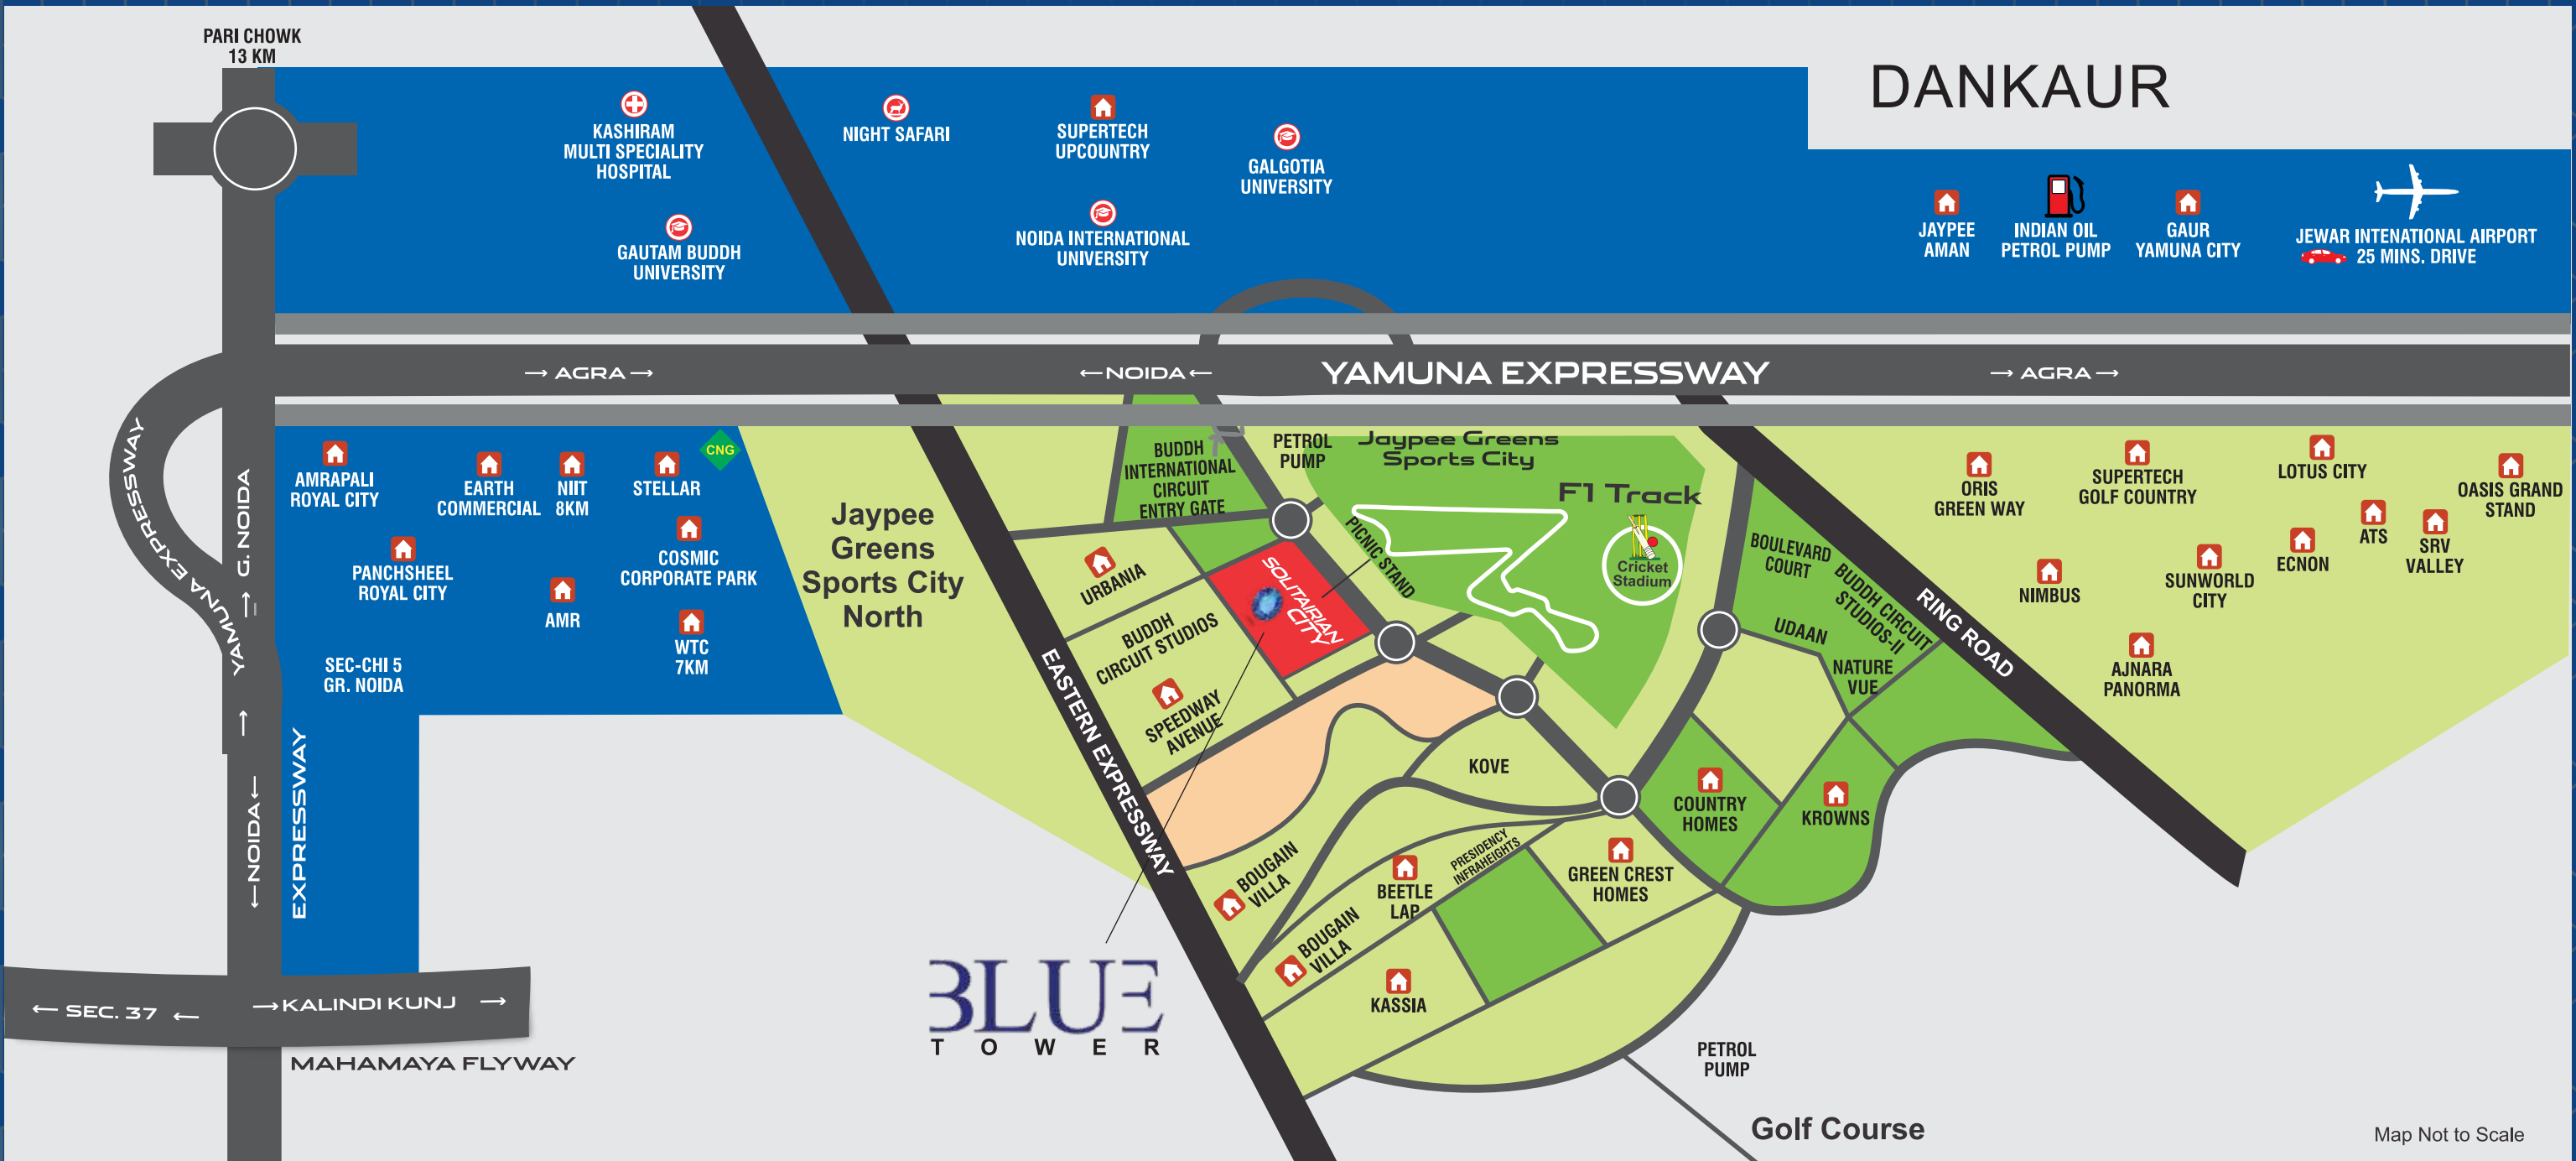 PARI CHOWK
13 KM
DANKAUR
KASHIRAM
MULTI SPECIALITY
HOSPITAL
NIGHT SAFARI
SUPERTECH
UPCOUNTRY
GALGOTIA
UNIVERSITY
GAUTAM BUDDH
UNIVERSITY
NOIDA INTERNATIONAL
UNIVERSITY
JAYPEE
AMAN
INDIAN OIL
PETROL PUMP
GAUR
YAMUNA CITY
JEWAR INTENATIONAL AIRPORT
25 MINS. DRIVE
→ AGRA →
← NOIDA ←
YAMUNA EXPRESSWAY
→ AGRA →
YAMUNA EXPRESSWAY
YAMUNA → G. NOIDA
→
← NOIDA ←
EXPRESSWAY
AMRAPALI
ROYAL CITY
EARTH
COMMERCIAL
NIIT
8KM
STELLAR
CNG
PANCHSHEEL
ROYAL CITY
AMR
COSMIC
CORPORATE PARK
WTC
7KM
SEC-CHI 5
GR. NOIDA
Jaypee
Greens
Sports City
North
BUDDH
INTERNATIONAL
CIRCUIT
ENTRY GATE
PETROL
PUMP
Jaypee Greens
Sports City
F1 Track
PICNIC STAND
Cricket
Stadium
URBANIA
SOLITAIRIAN
CITY
BUDDH
CIRCUIT STUDIOS
SPEEDWAY
AVENUE
EASTERN EXPRESSWAY
BOULEVARD
COURT
BUDDH CIRCUIT
STUDIOS-II
UDAAN
NATURE
VUE
RING ROAD
ORIS
GREEN WAY
SUPERTECH
GOLF COUNTRY
LOTUS CITY
OASIS GRAND
STAND
ATS
SRV
VALLEY
ECNON
NIMBUS
SUNWORLD
CITY
AJNARA
PANORMA
KOVE
COUNTRY
HOMES
KROWNS
BOUGAIN
VILLA
BEETLE
LAP
PRESIDENCY
INFRAHEIGHTS
GREEN CREST
HOMES
BOUGAIN
VILLA
KASSIA
BLUE
TOWER
← SEC. 37 ←
→ KALINDI KUNJ →
MAHAMAYA FLYWAY
PETROL
PUMP
Golf Course
Map Not to Scale